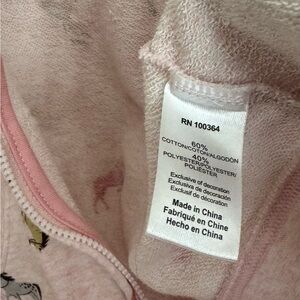 RN 100364
60%
COTTON/COTON/ALGODÓN
40%
POLYESTER/POLYESTER/
POLIÉSTER
Exclusive of decoration
Exclusiva de decoración
Exclusif de décoration
Made in China
Fabriqué en Chine
Hecho en China